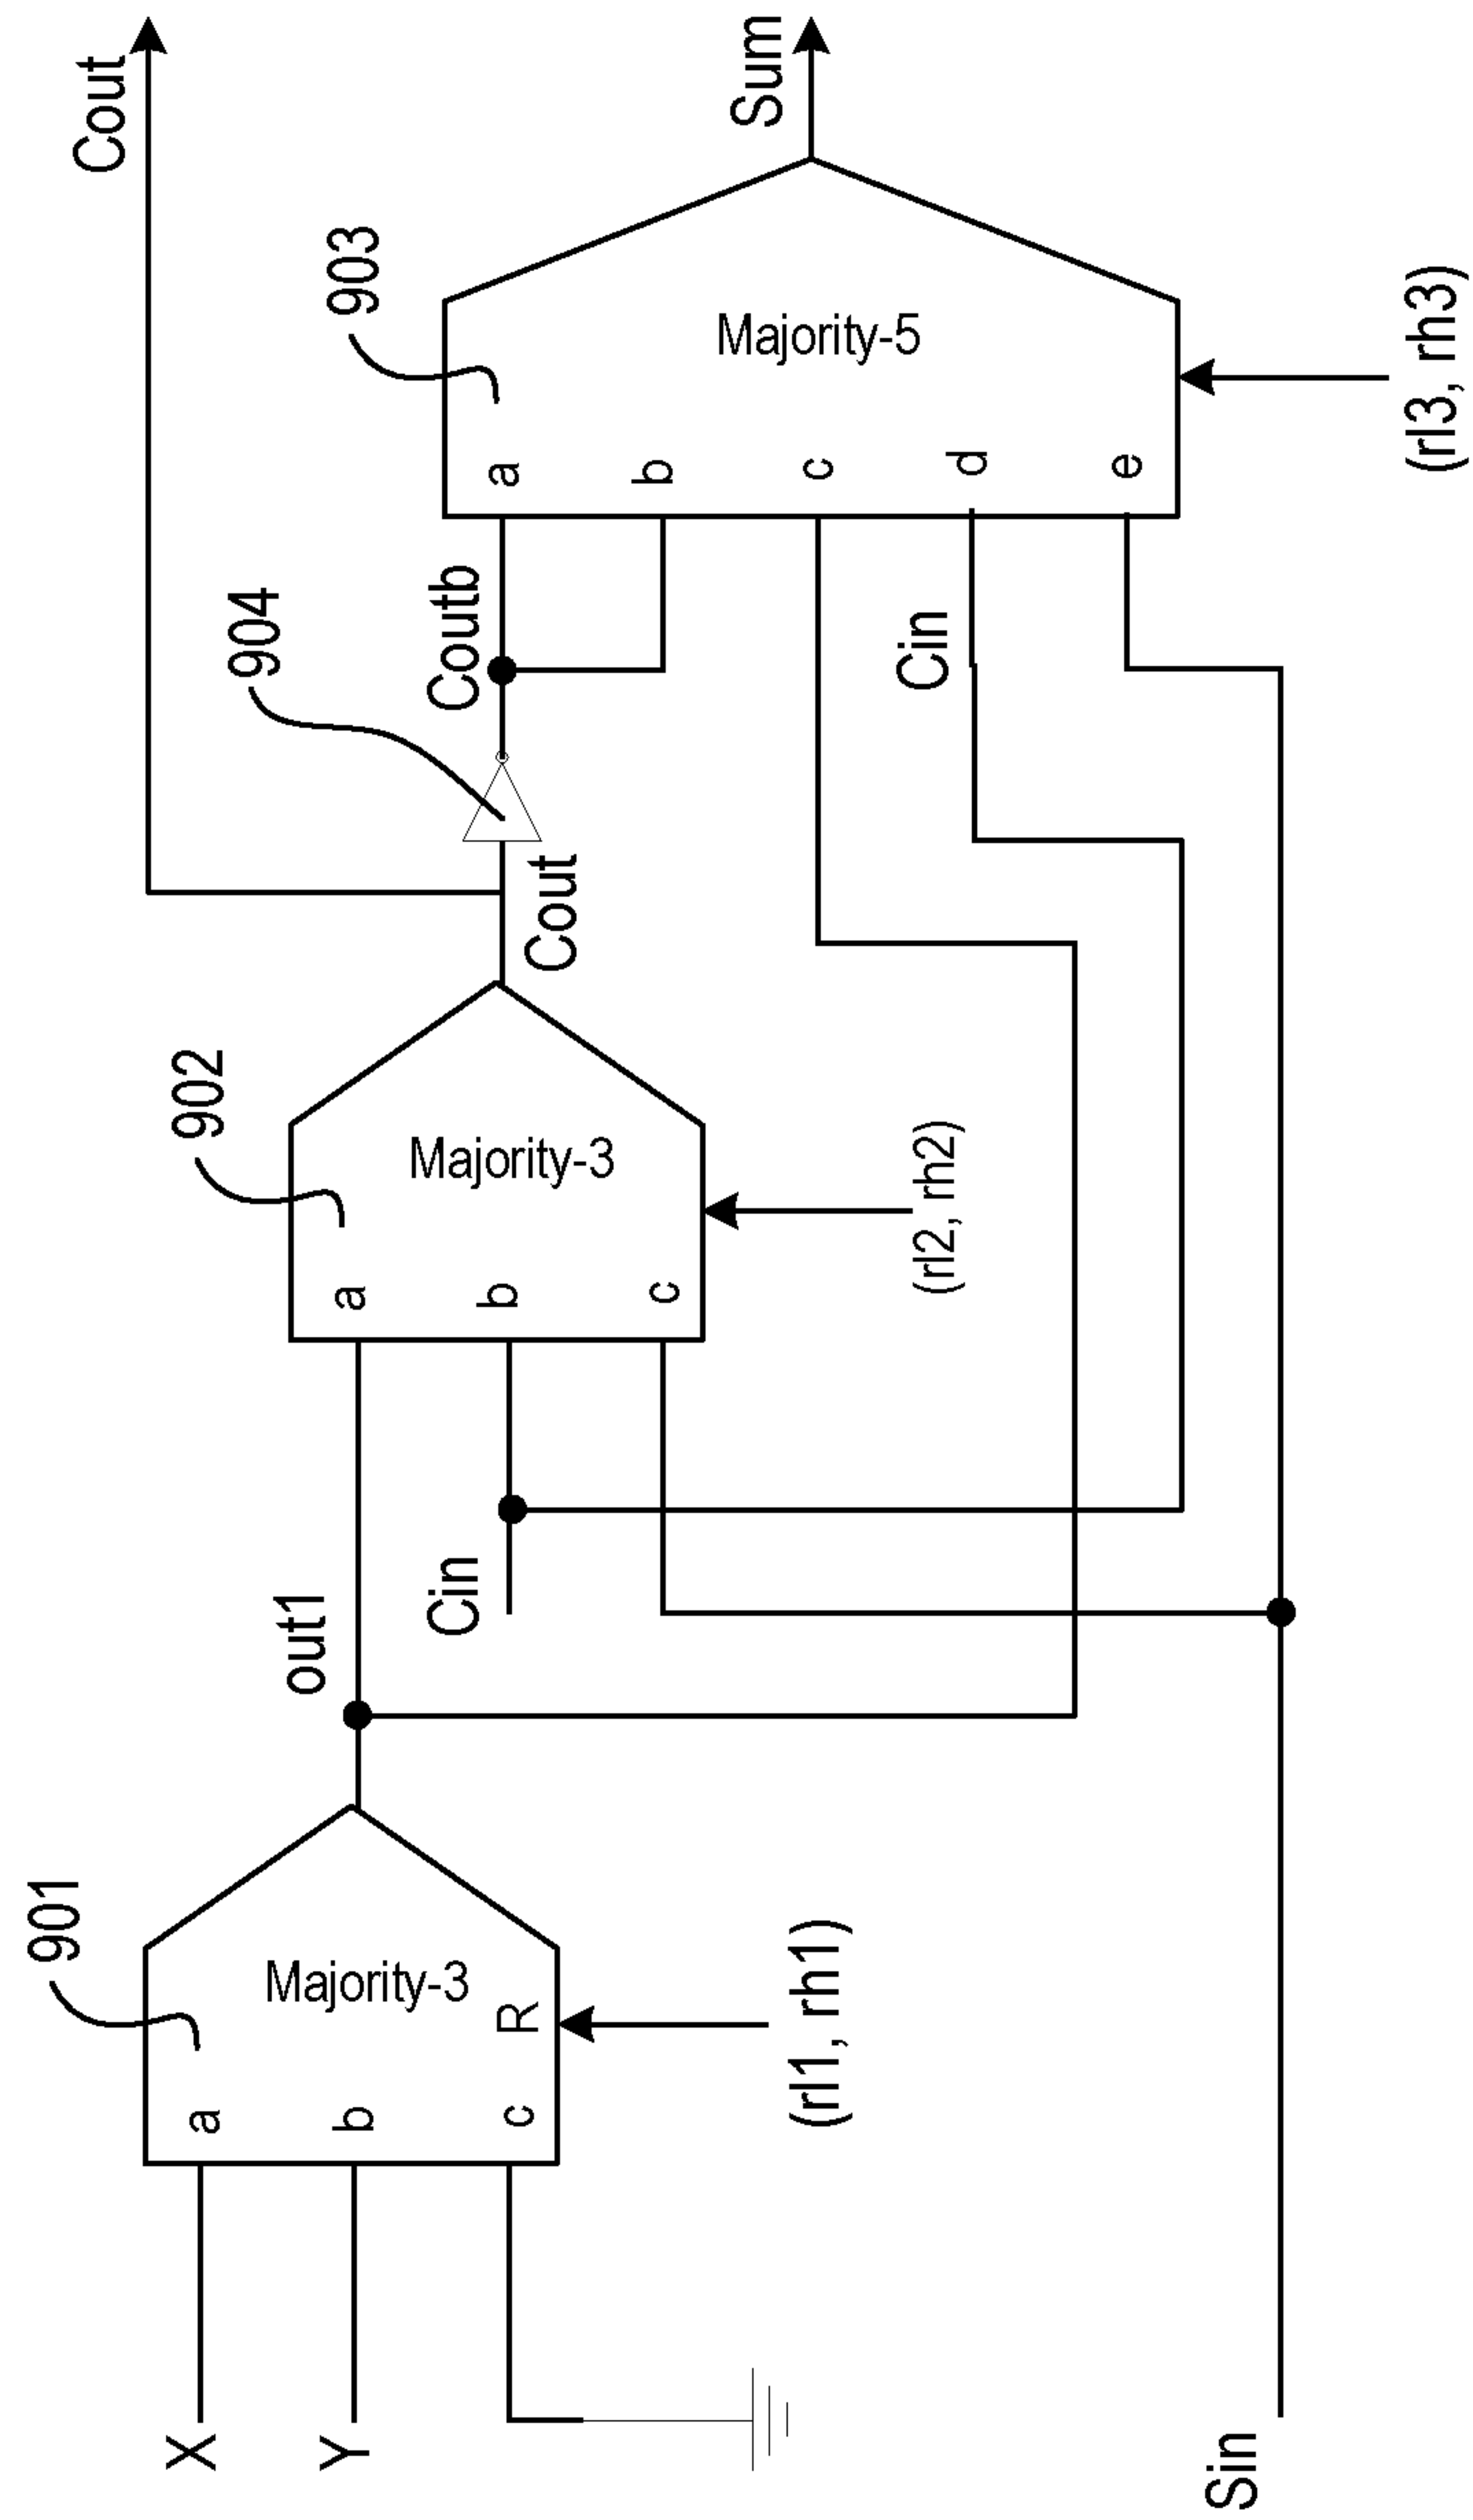 X
Y
Sin
901
Majority-3
a
b
c
R
(rl1, rh1)
out1
Cin
902
Majority-3
a
b
c
(rl2, rh2)
Cout
904
Coutb
Cin
903
Majority-5
a
b
c
d
e
(rl3, rh3)
Cout
Sum